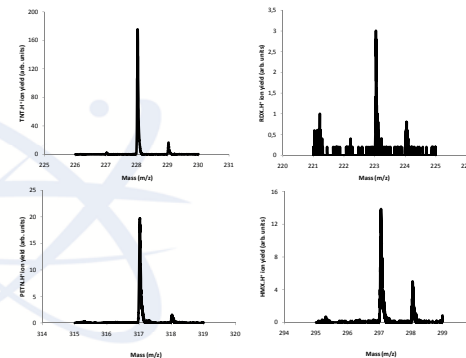 TNT.H⁺ ion yield (arb. units)
200
160
120
80
40
0
225 226 227 228 229 230 231
Mass (m/z)
RDX.H⁺ ion yield (arb. units)
3,5
3
2,5
2
1,5
1
0,5
0
220 221 222 223 224 225
Mass (m/z)
PETN.H⁺ ion yield (arb. units)
25
20
15
10
5
0
314 315 316 317 318 319 320
Mass (m/z)
HMX.H⁺ ion yield (arb. units)
16
12
8
4
0
294 295 296 297 298 299
Mass (m/z)